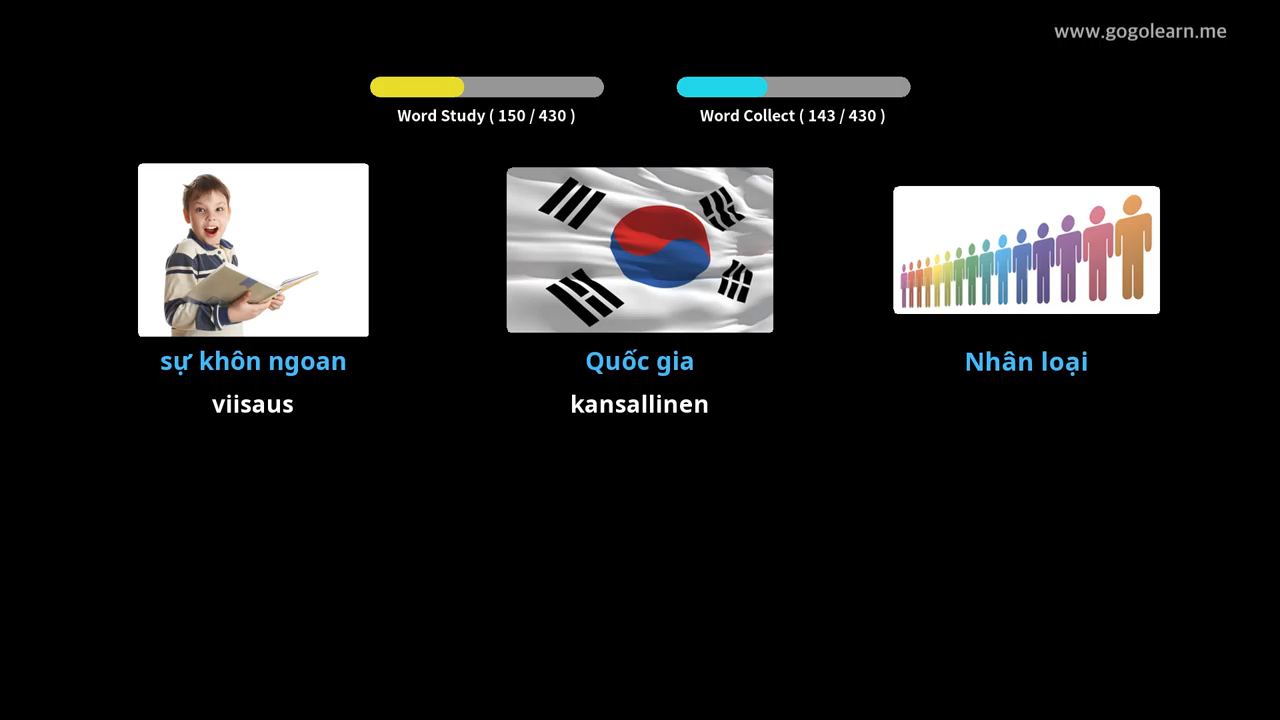 www.gogolearn.me
Word Study ( 150 / 430 )
Word Collect ( 143 / 430 )
sự khôn ngoan
Quốc gia
Nhân loại
viisaus
kansallinen